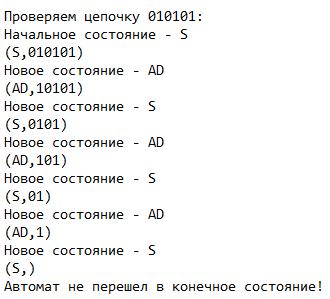 Проверяем цепочку 010101:
Начальное состояние - S
(S,010101)
Новое состояние - AD
(AD,10101)
Новое состояние - S
(S,0101)
Новое состояние - AD
(AD,101)
Новое состояние - S
(S,01)
Новое состояние - AD
(AD,1)
Новое состояние - S
(S,)
Автомат не перешел в конечное состояние!